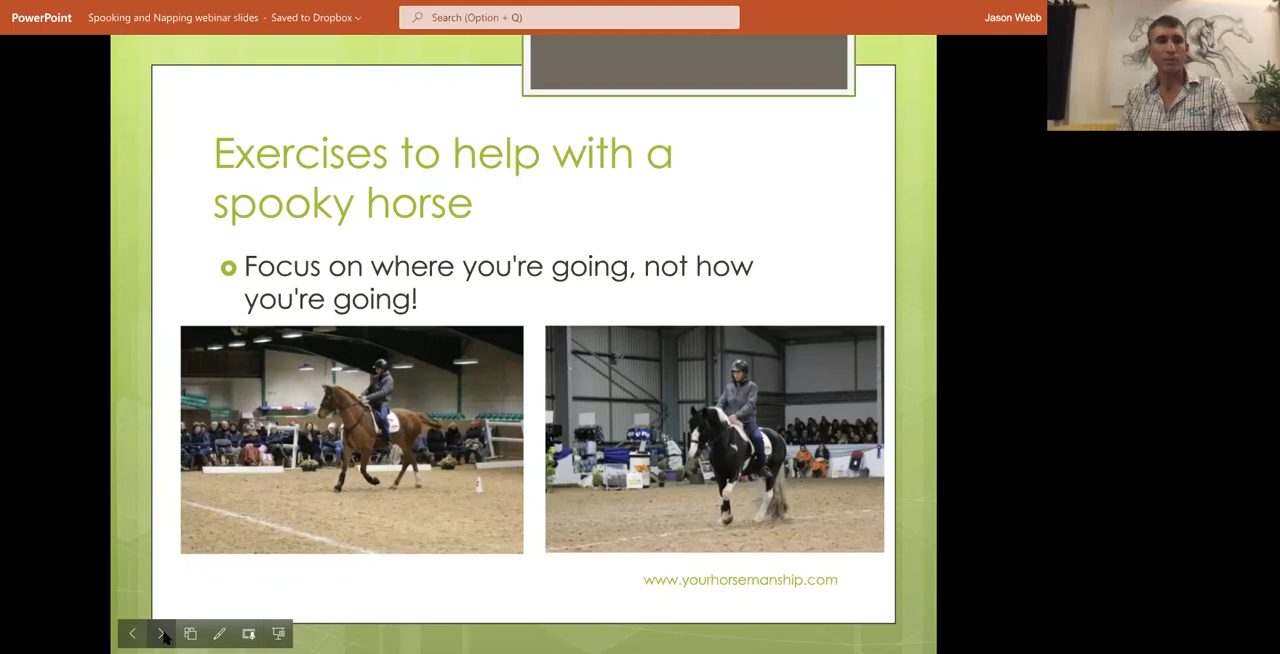 PowerPoint Spooking and Napping webinar slides - Saved to Dropbox Search (Option + Q) Jason Webb
Exercises to help with a
spooky horse
Focus on where you're going, not how
you're going!
www.yourhorsemanship.com